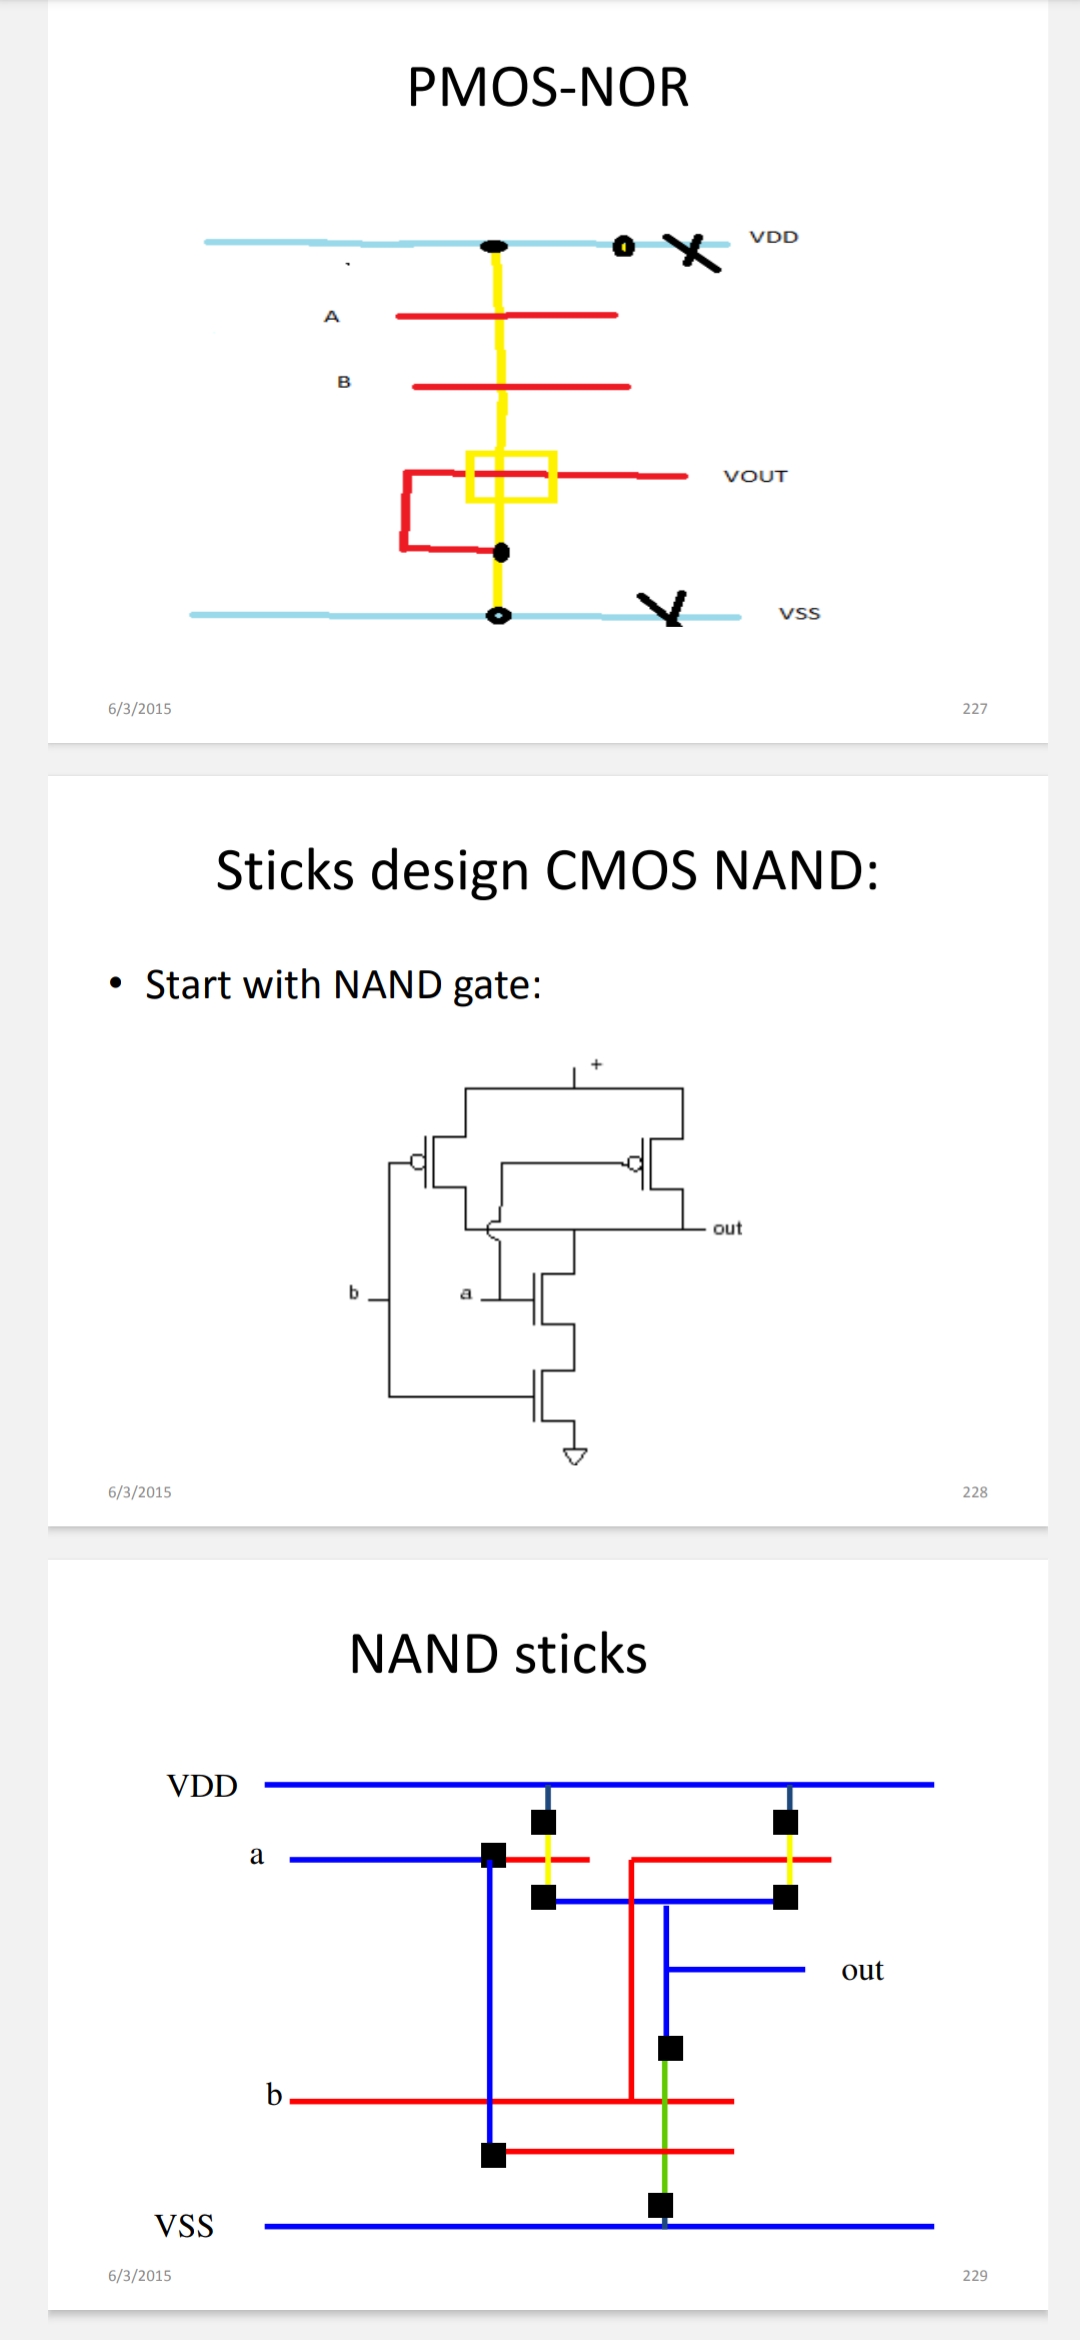 PMOS-NOR
VDD
A
B
VOUT
VSS
6/3/2015
227
Sticks design CMOS NAND:
• Start with NAND gate:
+
out
b
a
6/3/2015
228
NAND sticks
VDD
a
out
b
VSS
6/3/2015
229